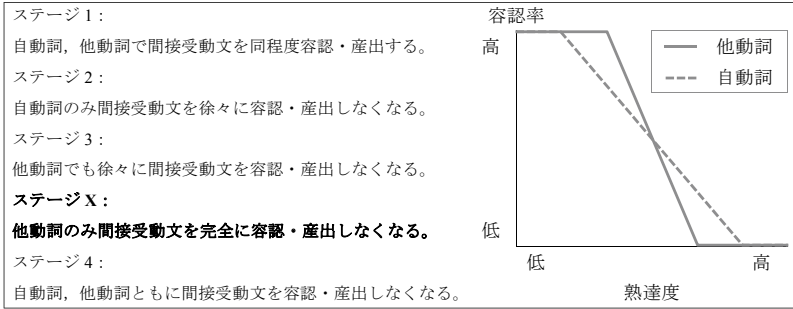 ステージ 1：
自動詞，他動詞で間接受動文を同程度容認・産出する。
ステージ 2：
自動詞のみ間接受動文を徐々に容認・産出しなくなる。
ステージ 3：
他動詞でも徐々に間接受動文を容認・産出しなくなる。
ステージ X：
他動詞のみ間接受動文を完全に容認・産出しなくなる。
ステージ 4：
自動詞，他動詞ともに間接受動文を容認・産出しなくなる。
容認率
高
他動詞
自動詞
低
低
高
熟達度